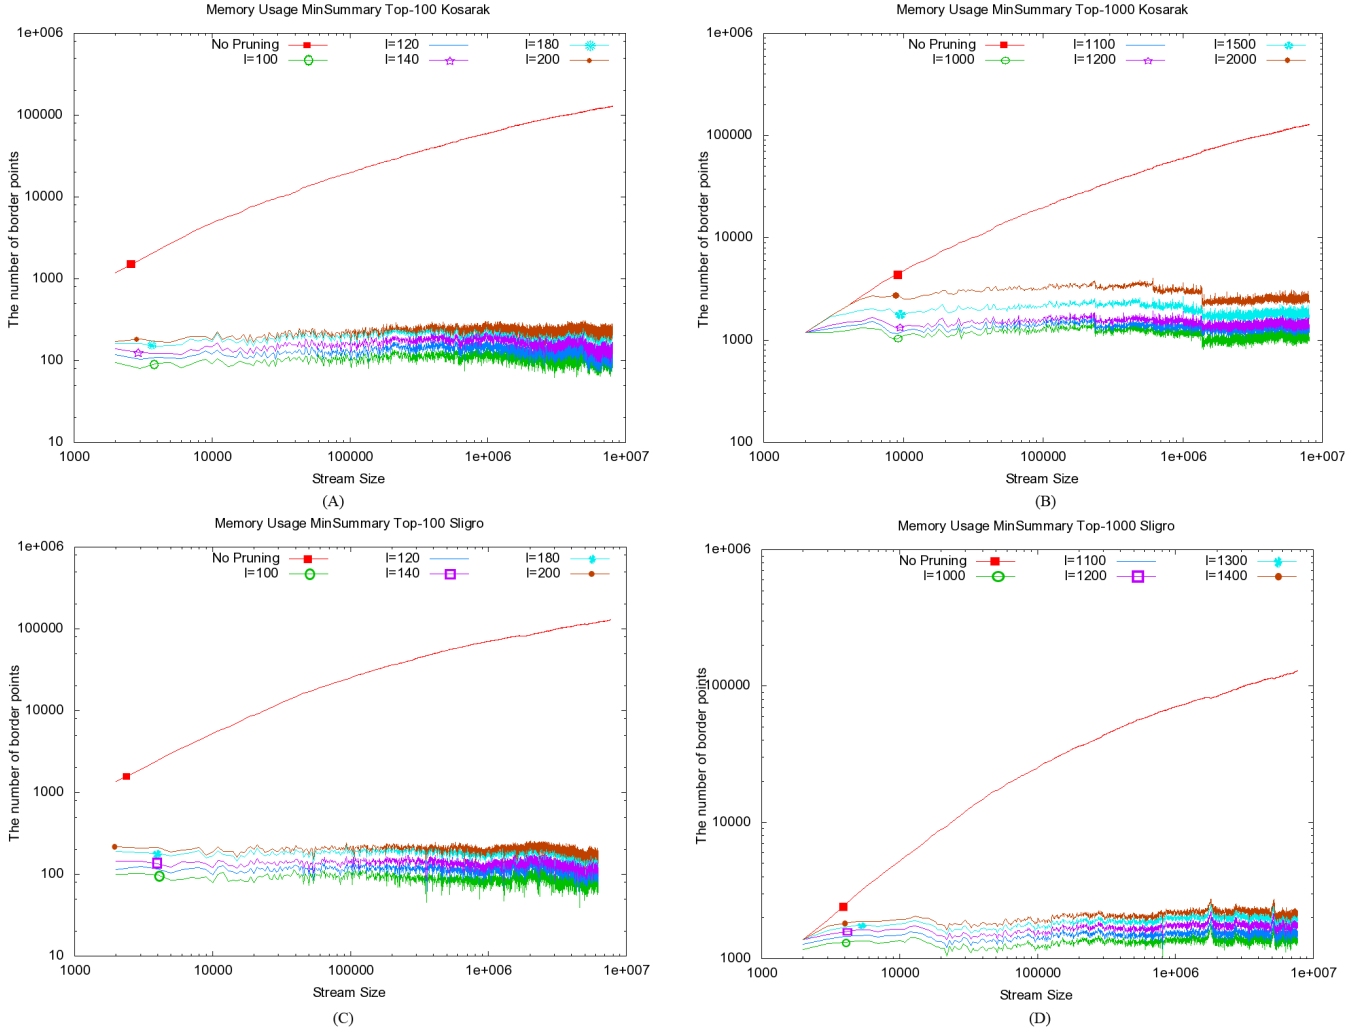 Memory Usage MinSummary Top-100 Kosarak
1e+006
100000
10000
1000
100
10
The number of border points
No Pruning
l=100
l=120
l=140
l=180
l=200
1000
10000
100000
1e+006
1e+007
Stream Size
(A)
Memory Usage MinSummary Top-1000 Kosarak
1e+006
100000
10000
1000
100
The number of border points
No Pruning
l=1000
l=1100
l=1200
l=1500
l=2000
1000
10000
100000
1e+006
1e+007
Stream Size
(B)
Memory Usage MinSummary Top-100 Sligro
1e+006
100000
10000
1000
100
10
The number of border points
No Pruning
l=100
l=120
l=140
l=180
l=200
1000
10000
100000
1e+006
1e+007
Stream Size
(C)
Memory Usage MinSummary Top-1000 Sligro
1e+006
100000
10000
1000
The number of border points
No Pruning
l=1000
l=1100
l=1200
l=1300
l=1400
1000
10000
100000
1e+006
1e+007
Stream Size
(D)